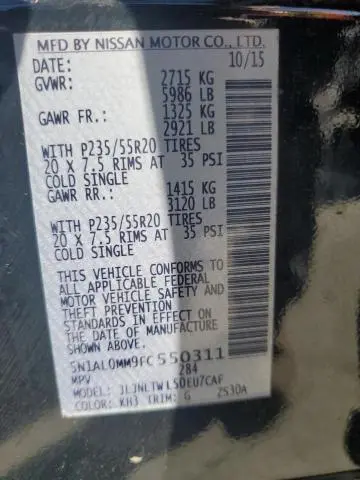 MFD BY NISSAN MOTOR CO., LTD.
DATE: 10/15
GVWR: 2715 KG
5986 LB
GAWR FR.: 1325 KG
2921 LB
WITH P235/55R20 TIRES
20 X 7.5 RIMS AT 35 PSI
COLD SINGLE
GAWR RR.: 1415 KG
3120 LB
WITH P235/55R20 TIRES
20 X 7.5 RIMS AT 35 PSI
COLD SINGLE
THIS VEHICLE CONFORMS TO
ALL APPLICABLE FEDERAL
MOTOR VEHICLE SAFETY AND
THEFT PREVENTION
STANDARDS IN EFFECT ON
THE DATE OF MANUFACTURE
SHOWN ABOVE.
5N1AL0MM9FC550311
MPV 284
MODEL: JLJNLTWL50EU7CAF
COLOR: KH3 TRIM: G 2S30A